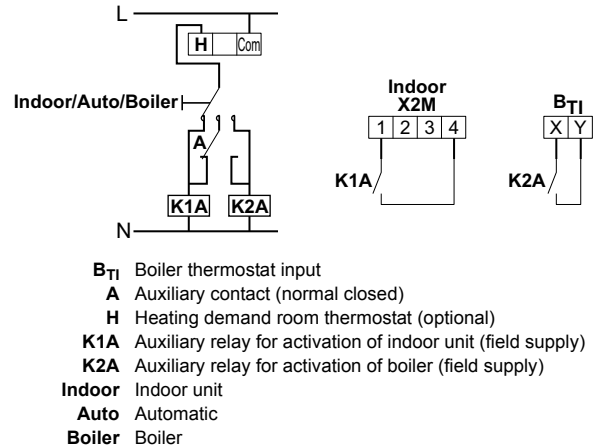 L
H Com
Indoor/Auto/Boiler
A
K1A K2A
N
Indoor
X2M
1 2 3 4
K1A
BTI
X Y
K2A
BTI Boiler thermostat input
A Auxiliary contact (normal closed)
H Heating demand room thermostat (optional)
K1A Auxiliary relay for activation of indoor unit (field supply)
K2A Auxiliary relay for activation of boiler (field supply)
Indoor Indoor unit
Auto Automatic
Boiler Boiler